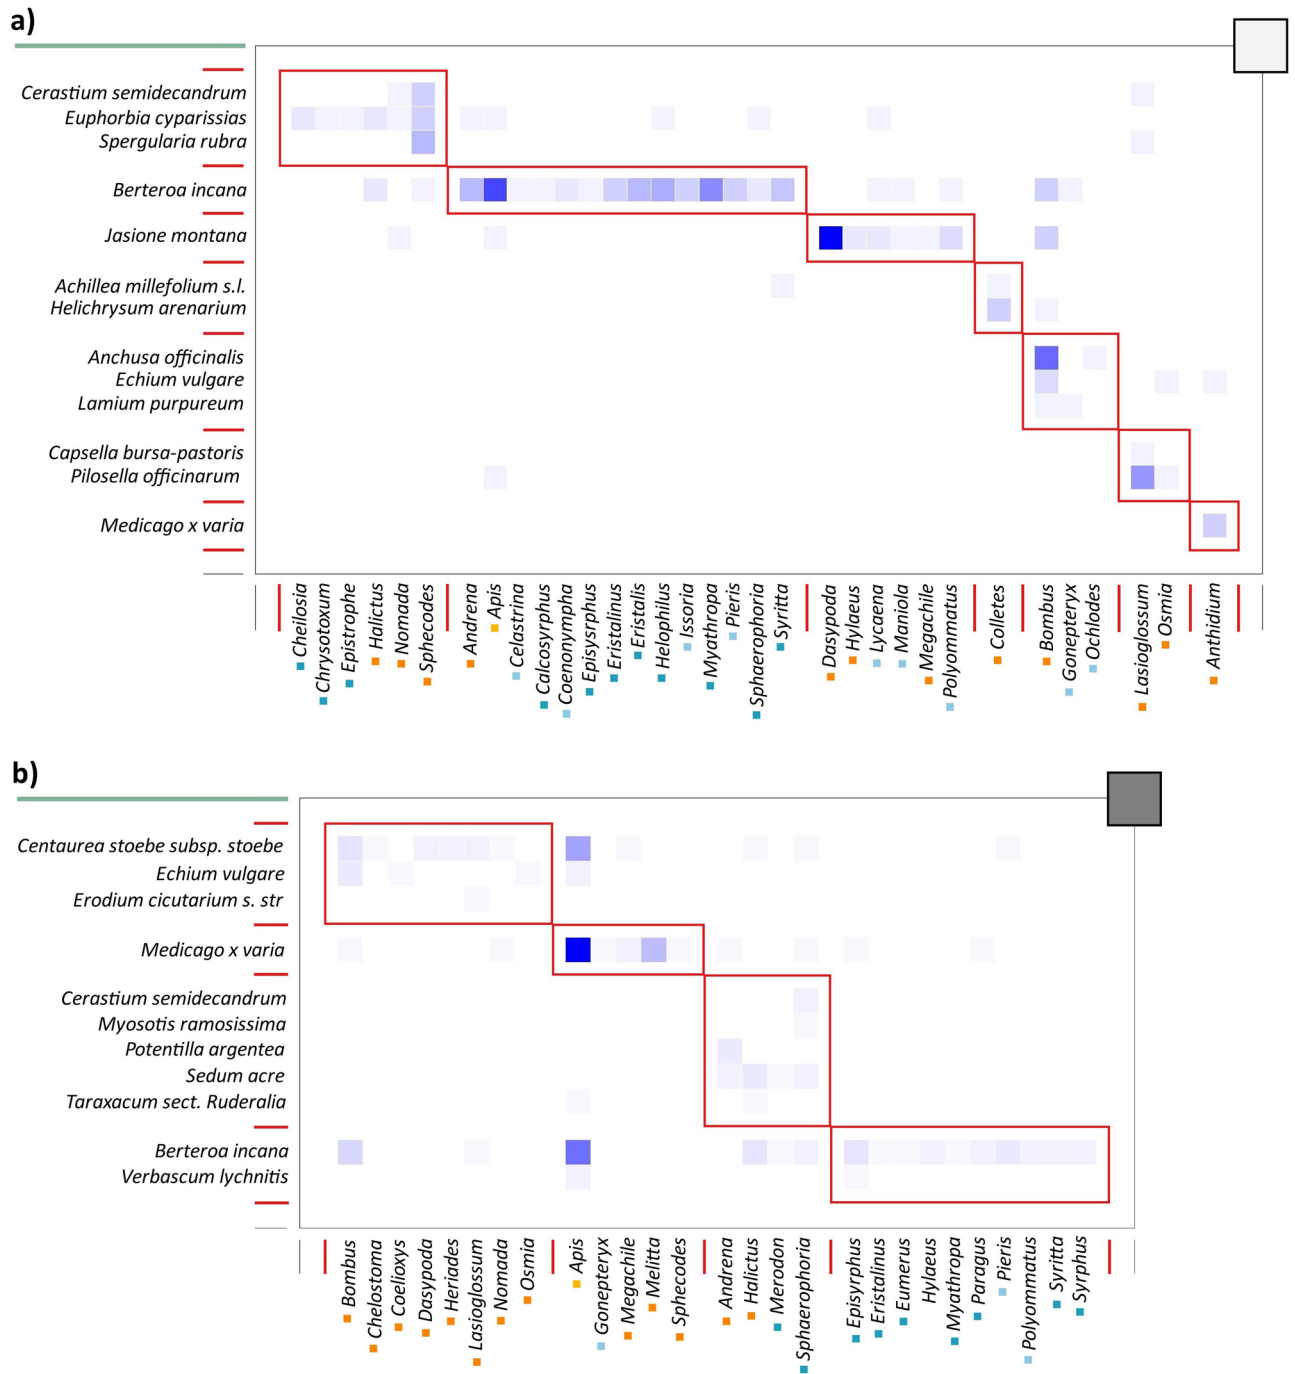 a)
Cerastium semidecandrum
Euphorbia cyparissias
Spergularia rubra
Berteroa incana
Jasione montana
Achillea millefolium s.l.
Helichrysum arenarium
Anchusa officinalis
Echium vulgare
Lamium purpureum
Capsella bursa-pastoris
Pilosella officinarum
Medicago x varia
Cheilosia
Chrysotoxum
Epistrophe
Halictus
Nomada
Sphecodes
Andrena
Apis
Celastrina
Calcosyrphus
Coenonympha
Episysrphus
Eristalinus
Eristalis
Helophilus
Issoria
Myathropa
Pieris
Sphaerophoria
Syritta
Dasypoda
Hylaeus
Lycaena
Maniola
Megachile
Polyommatus
Colletes
Bombus
Gonepteryx
Ochlodes
Lasioglossum
Osmia
Anthidium
b)
Centaurea stoebe subsp. stoebe
Echium vulgare
Erodium cicutarium s. str
Medicago x varia
Cerastium semidecandrum
Myosotis ramosissima
Potentilla argentea
Sedum acre
Taraxacum sect. Ruderalia
Berteroa incana
Verbascum lychnitis
Bombus
Chelostoma
Coelioxys
Dasypoda
Heriades
Lasioglossum
Nomada
Osmia
Apis
Gonepteryx
Megachile
Melitta
Sphecodes
Andrena
Halictus
Merodon
Sphaerophoria
Episyrphus
Eristalinus
Eumerus
Hylaeus
Myathropa
Paragus
Pieris
Polyommatus
Syritta
Syrphus